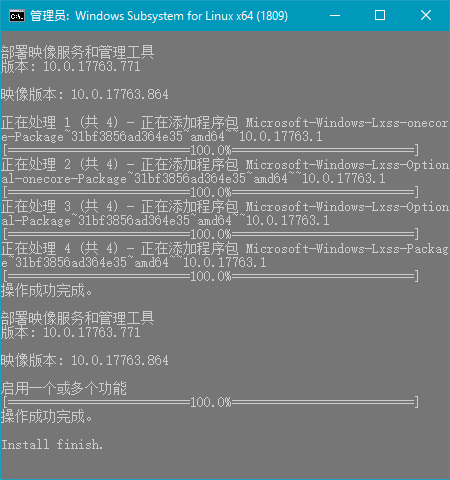 管理员: Windows Subsystem for Linux x64 (1809)
部署映像服务和管理工具
版本: 10.0.17763.771
映像版本: 10.0.17763.864
正在处理 1 (共 4) - 正在添加程序包 Microsoft-Windows-Lxss-onecor
e-Package~31bf3856ad364e35~amd64~~10.0.17763.1
[==========================100.0%==========================]
正在处理 2 (共 4) - 正在添加程序包 Microsoft-Windows-Lxss-Option
al-onecore-Package~31bf3856ad364e35~amd64~~10.0.17763.1
[==========================100.0%==========================]
正在处理 3 (共 4) - 正在添加程序包 Microsoft-Windows-Lxss-Option
al-Package~31bf3856ad364e35~amd64~~10.0.17763.1
[==========================100.0%==========================]
正在处理 4 (共 4) - 正在添加程序包 Microsoft-Windows-Lxss-Packag
e~31bf3856ad364e35~amd64~~10.0.17763.1
[==========================100.0%==========================]
操作成功完成。
部署映像服务和管理工具
版本: 10.0.17763.771
映像版本: 10.0.17763.864
启用一个或多个功能
[==========================100.0%==========================]
操作成功完成。
Install finish.